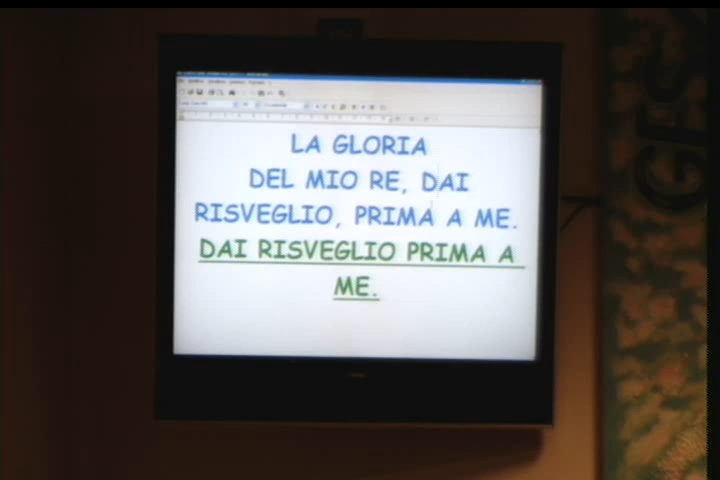 LA GLORIA
DEL MIO RE, DAI
RISVEGLIO, PRIMA A ME.
DAI RISVEGLIO PRIMA A
ME.